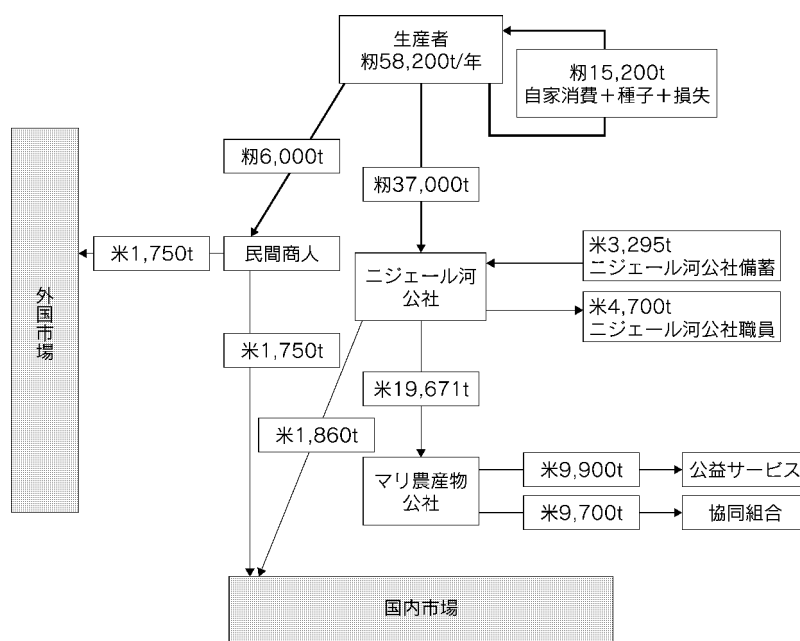 生産者
籾58,200t/年
籾15,200t
自家消費+種子+損失
籾6,000t
籾37,000t
米1,750t
民間商人
ニジェール河
公社
米3,295t
ニジェール河公社備蓄
米4,700t
ニジェール河公社職員
外国市場
米1,750t
米19,671t
米1,860t
マリ農産物
公社
米9,900t
公益サービス
米9,700t
協同組合
国内市場